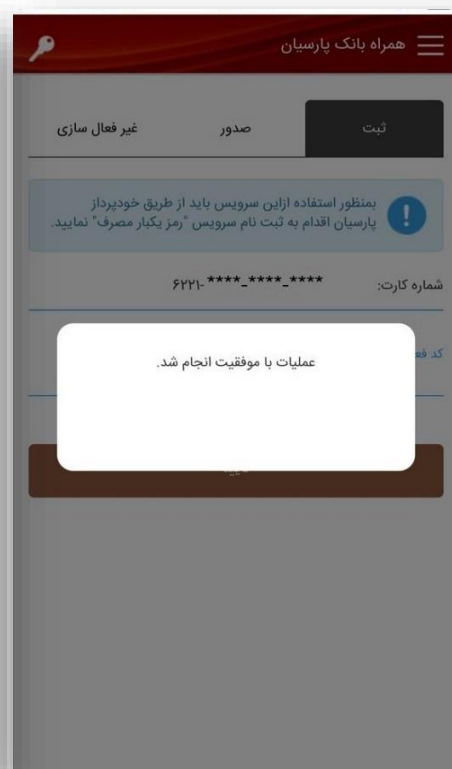 همراه بانک پارسیان
ثبت
صدور
غیر فعال سازی
بمنظور استفاده ازاین سرویس باید از طریق خودپرداز
پارسیان اقدام به ثبت نام سرویس "رمز یکبار مصرف" نمایید.
شماره کارت: ۶۲۲۱-****-****-****
عملیات با موفقیت انجام شد.
کد